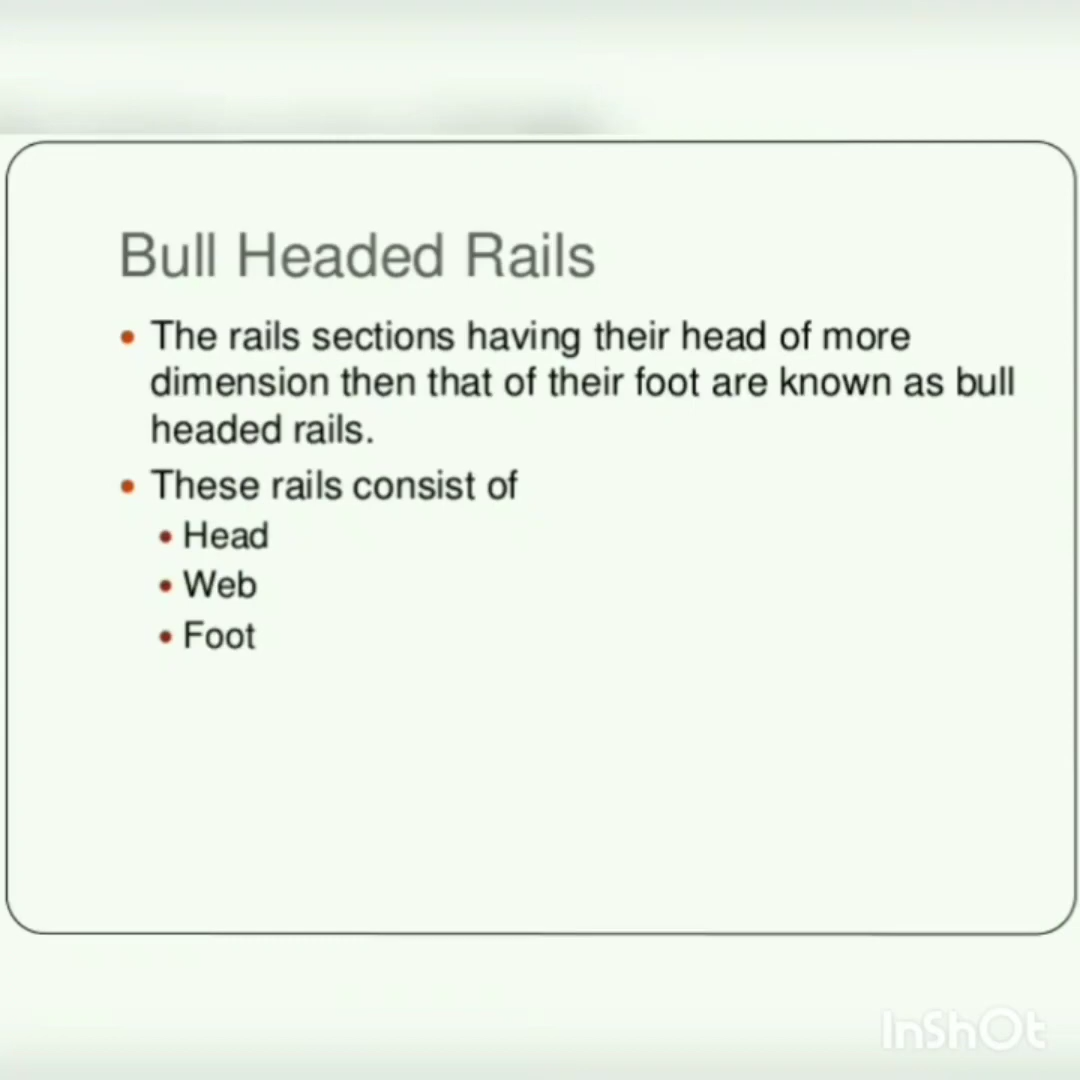 Bull Headed Rails
• The rails sections having their head of more
dimension then that of their foot are known as bull
headed rails.
• These rails consist of
• Head
• Web
• Foot
InShOt